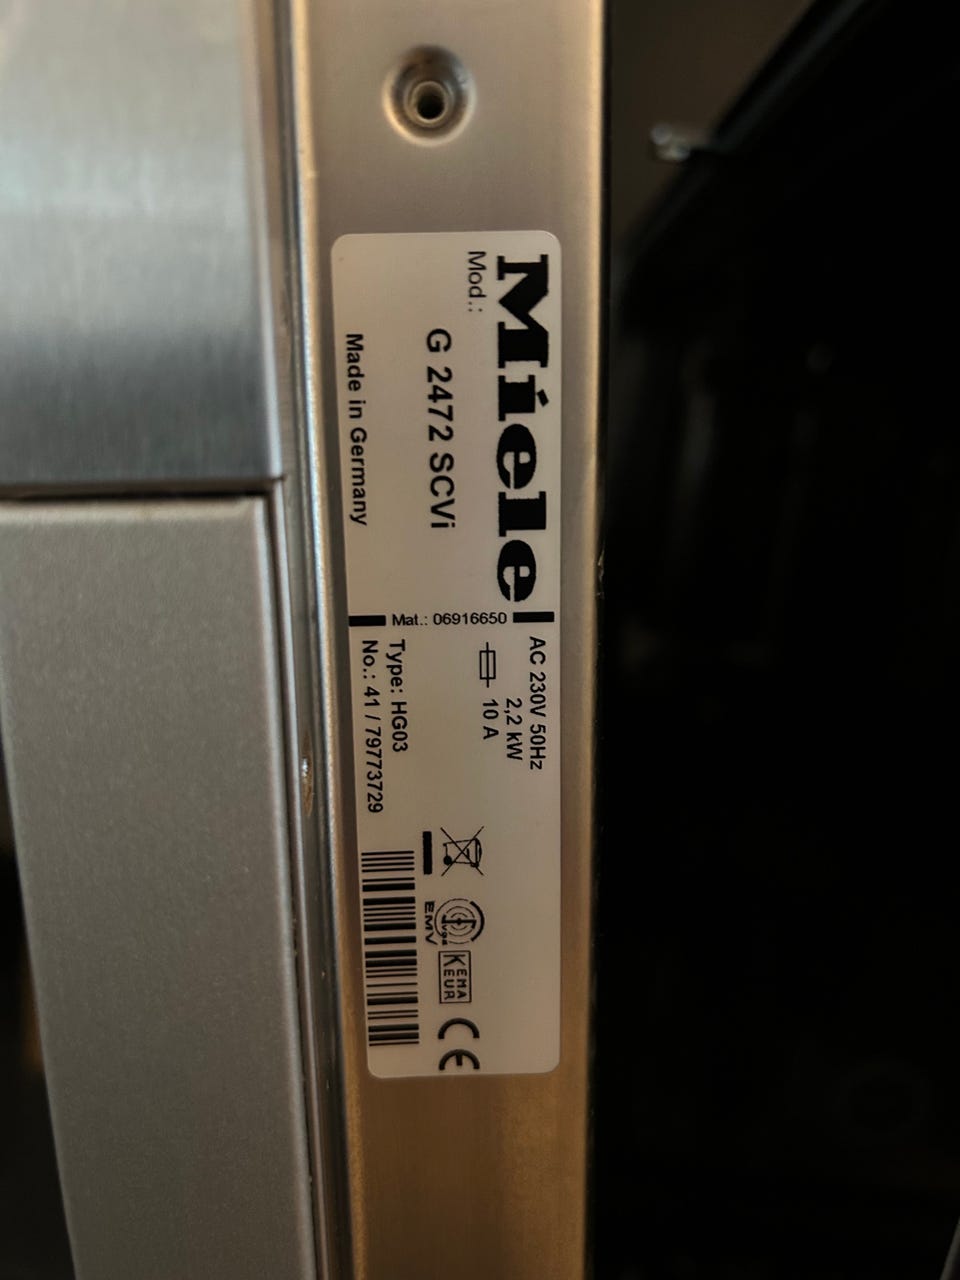 Miele
Mod.:
G 2472 SCVi
Made in Germany
Mat.: 06916650
AC 230V 50Hz
2,2 kW
10 A
Type: HG03
No.: 41 / 79773729
EMV
KEMA
KEUR
CE